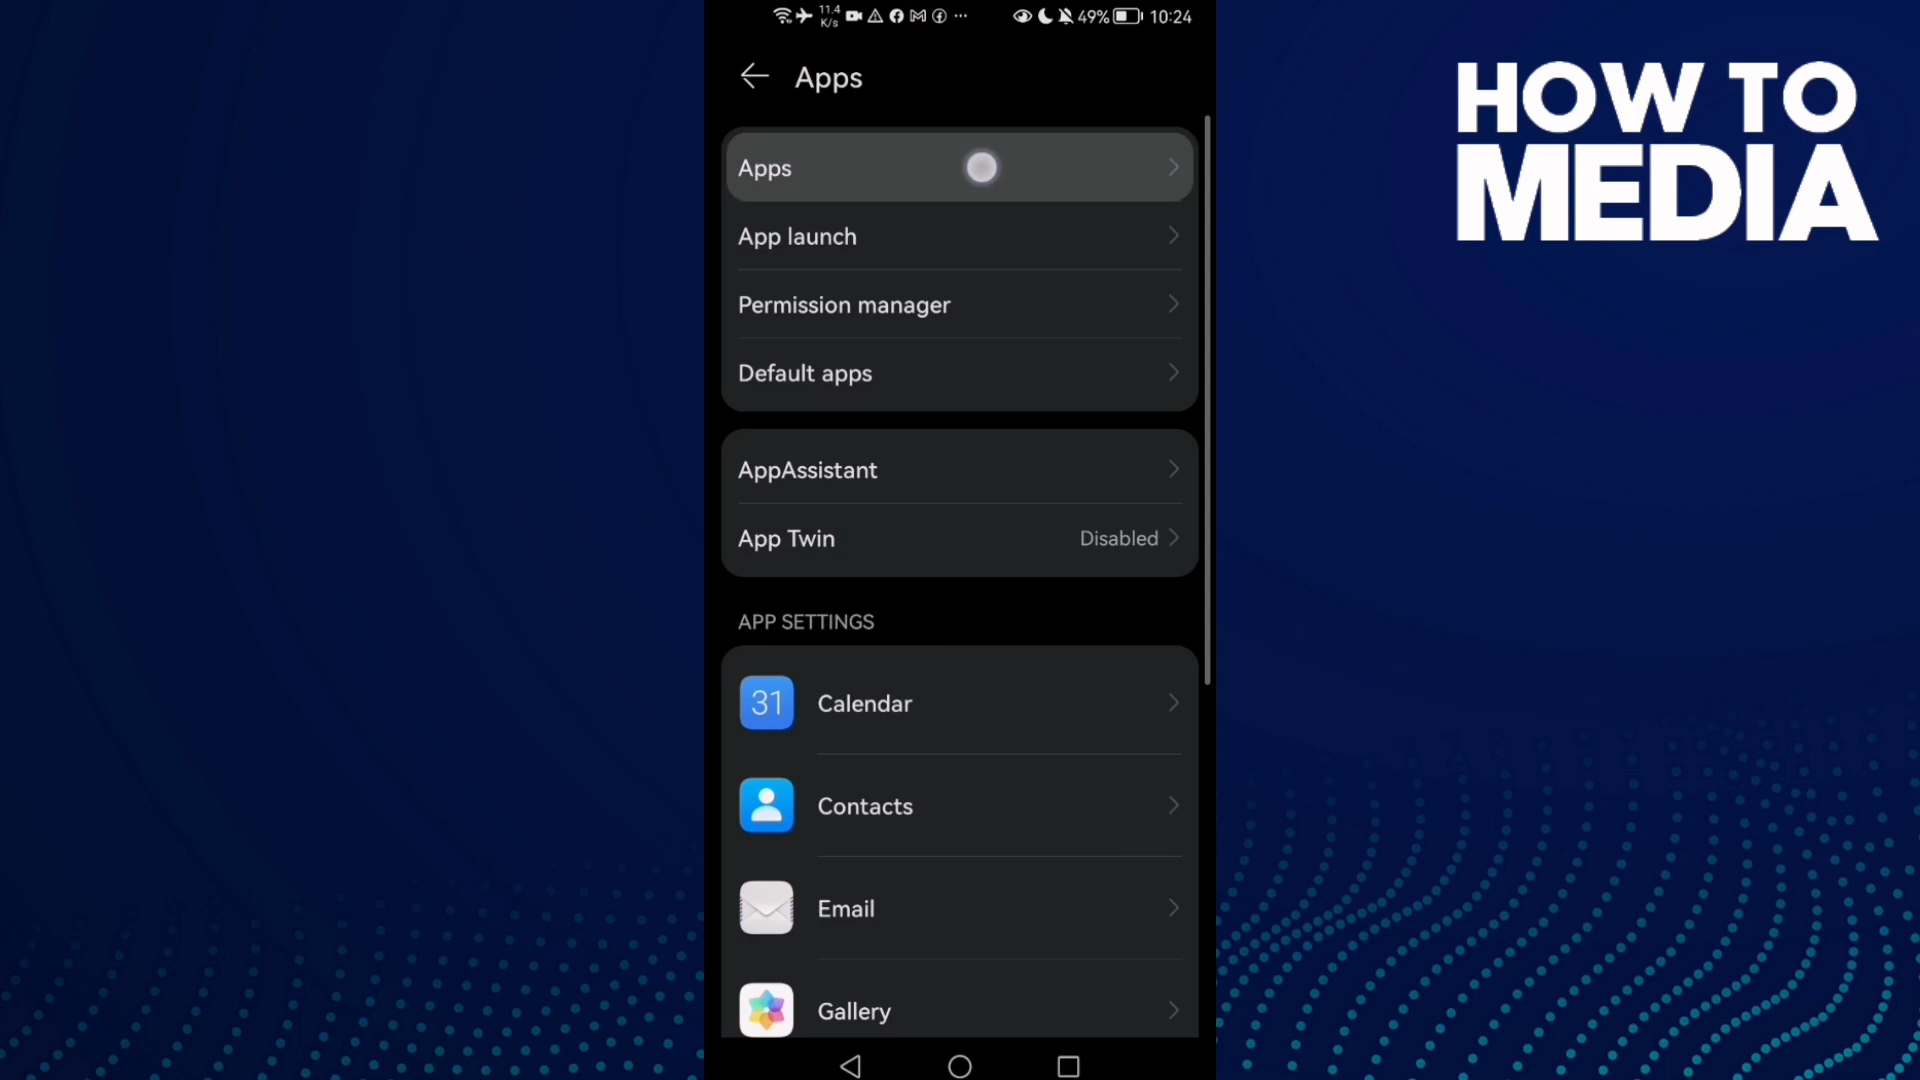 11.4
K/s
49%
10:24
HOW TO
MEDIA
Apps
Apps
App launch
Permission manager
Default apps
AppAssistant
App Twin
Disabled
APP SETTINGS
31
Calendar
Contacts
Email
Gallery